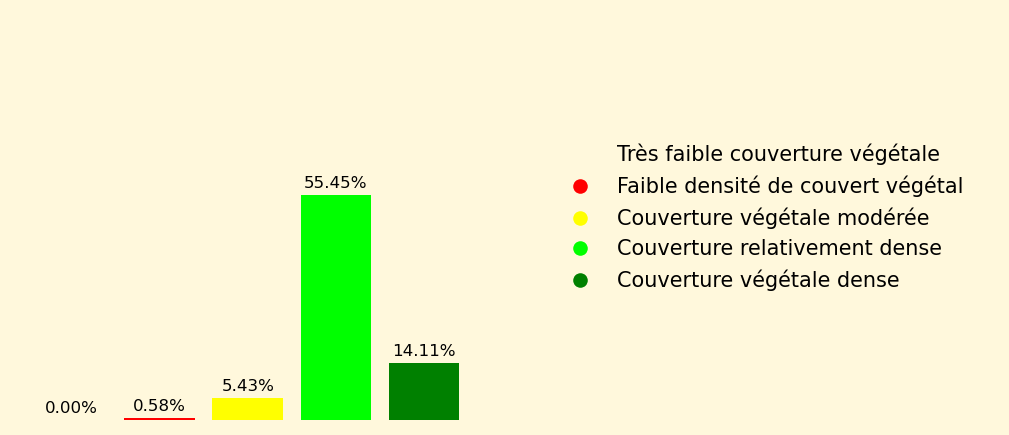 55.45%
14.11%
5.43%
0.58%
0.00%
Très faible couverture végétale
Faible densité de couvert végétal
Couverture végétale modérée
Couverture relativement dense
Couverture végétale dense